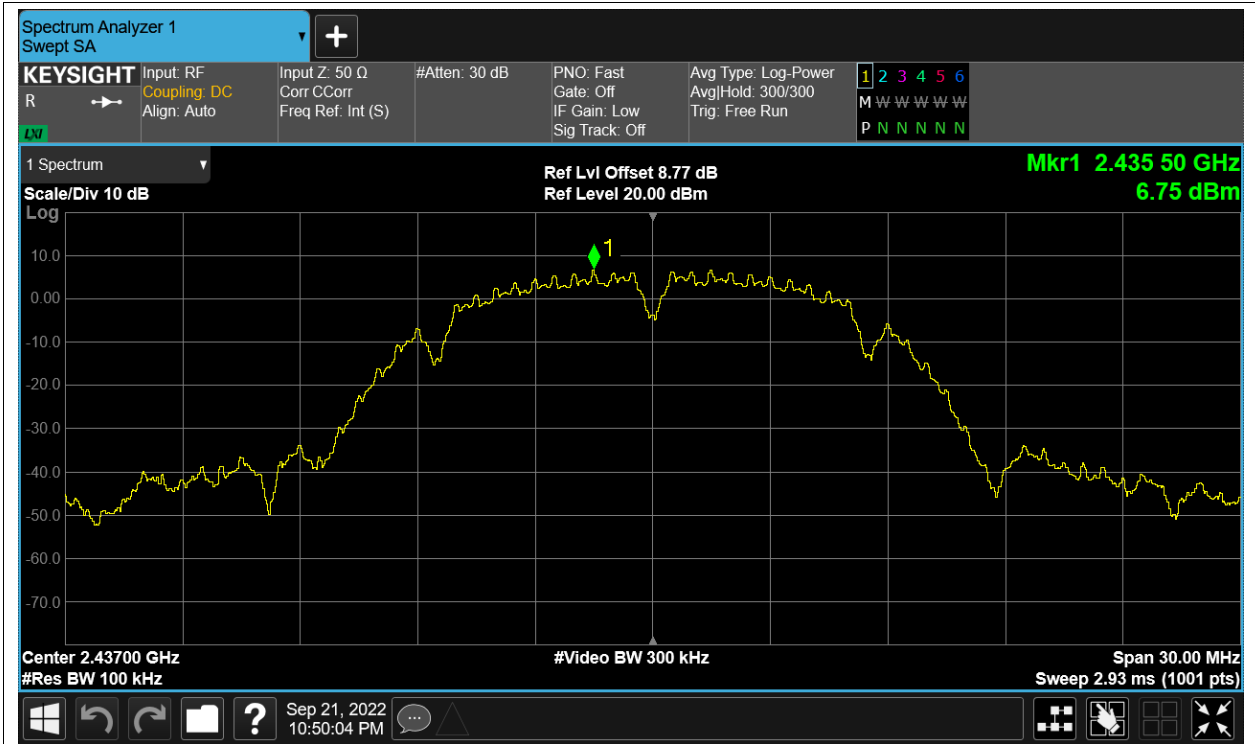 Spectrum Analyzer 1
Swept SA
KEYSIGHT
R
LXI
Input: RF
Coupling: DC
Align: Auto
Input Z: 50 Ω
Corr CCorr
Freq Ref: Int (S)
#Atten: 30 dB
PNO: Fast
Gate: Off
IF Gain: Low
Sig Track: Off
Avg Type: Log-Power
Avg|Hold: 300/300
Trig: Free Run
1 2 3 4 5 6
M W W W W W
P N N N N N
1 Spectrum
Scale/Div 10 dB
Log
Ref Lvl Offset 8.77 dB
Ref Level 20.00 dBm
Mkr1 2.435 50 GHz
6.75 dBm
1
10.0
0.00
-10.0
-20.0
-30.0
-40.0
-50.0
-60.0
-70.0
Center 2.43700 GHz
#Video BW 300 kHz
Span 30.00 MHz
#Res BW 100 kHz
Sweep 2.93 ms (1001 pts)
?
Sep 21, 2022
10:50:04 PM